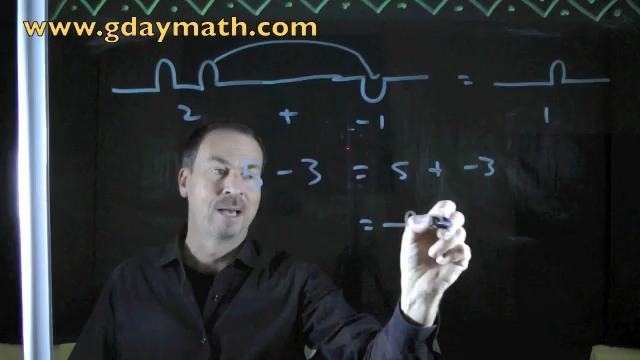 www.gdaymath.com
=
2 + -1 1
5 - 3 = 5 + -3
=